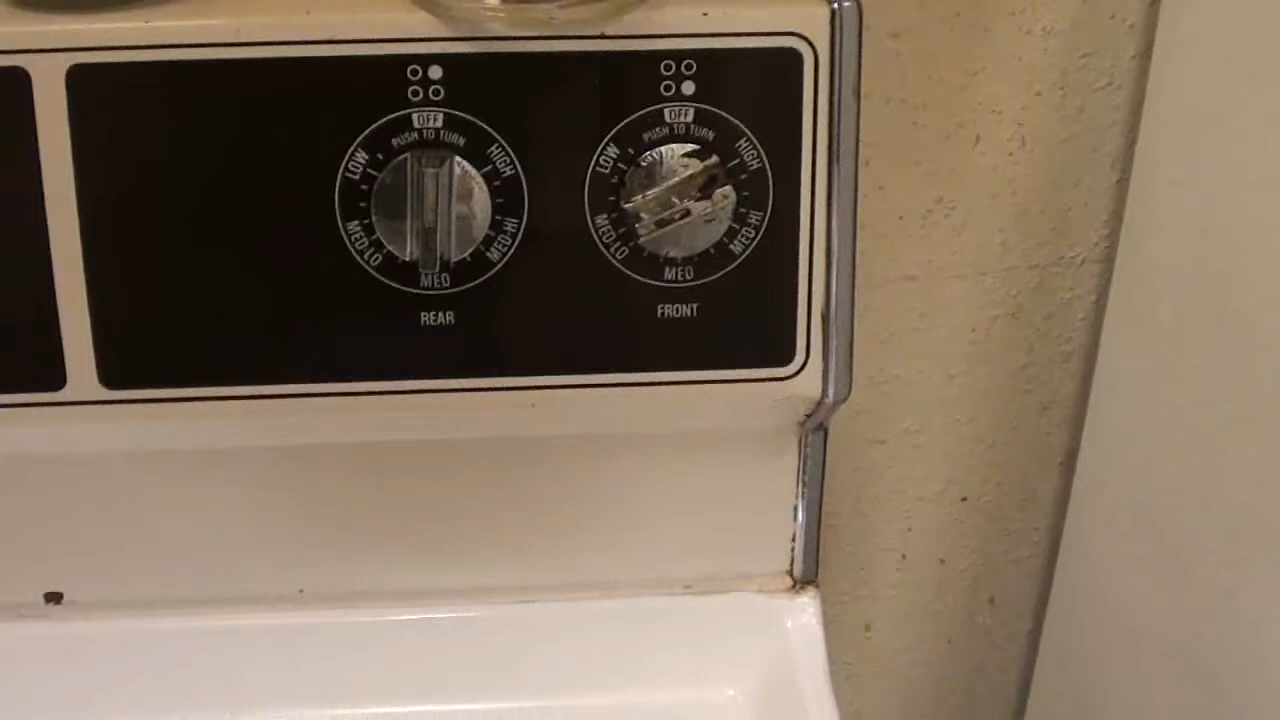 OFF
PUSH TO TURN
LOW
HIGH
MED-LO
MED-HI
MED
REAR
OFF
PUSH TO TURN
LOW
HIGH
MED-LO
MED-HI
MED
FRONT